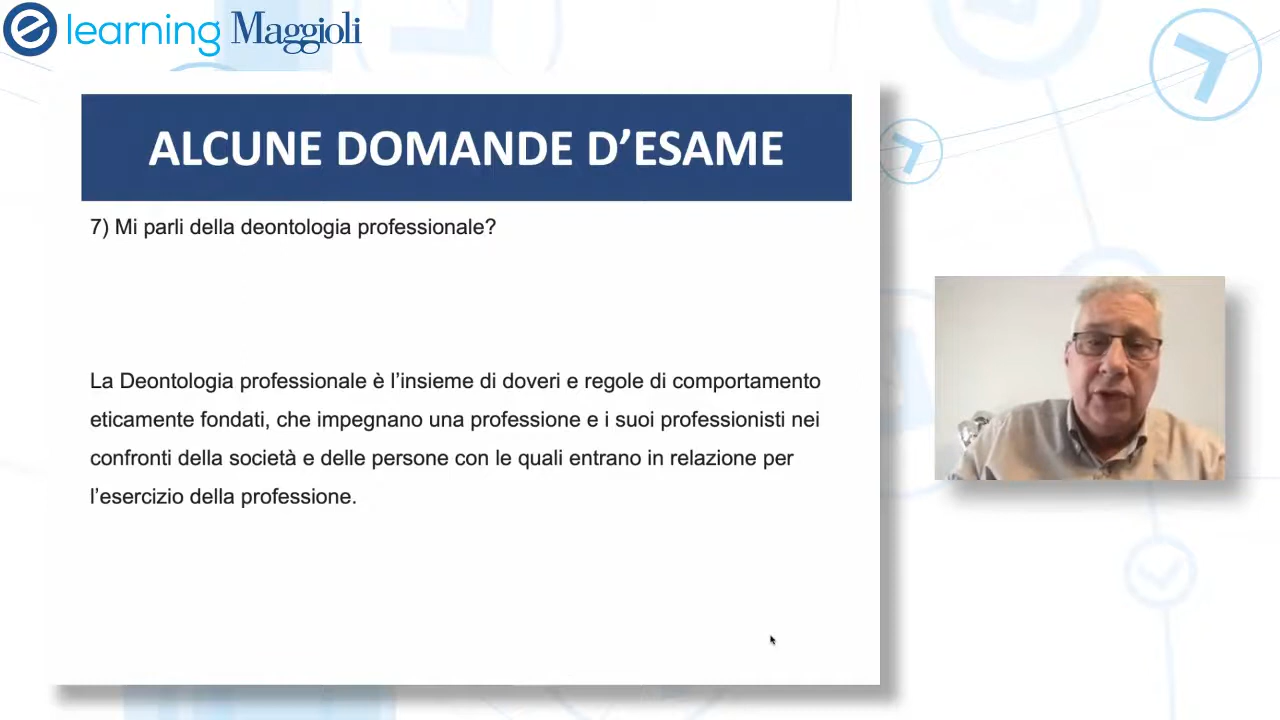 e learning Maggioli
ALCUNE DOMANDE D'ESAME
7) Mi parli della deontologia professionale?
La Deontologia professionale è l'insieme di doveri e regole di comportamento
eticamente fondati, che impegnano una professione e i suoi professionisti nei
confronti della società e delle persone con le quali entrano in relazione per
l'esercizio della professione.